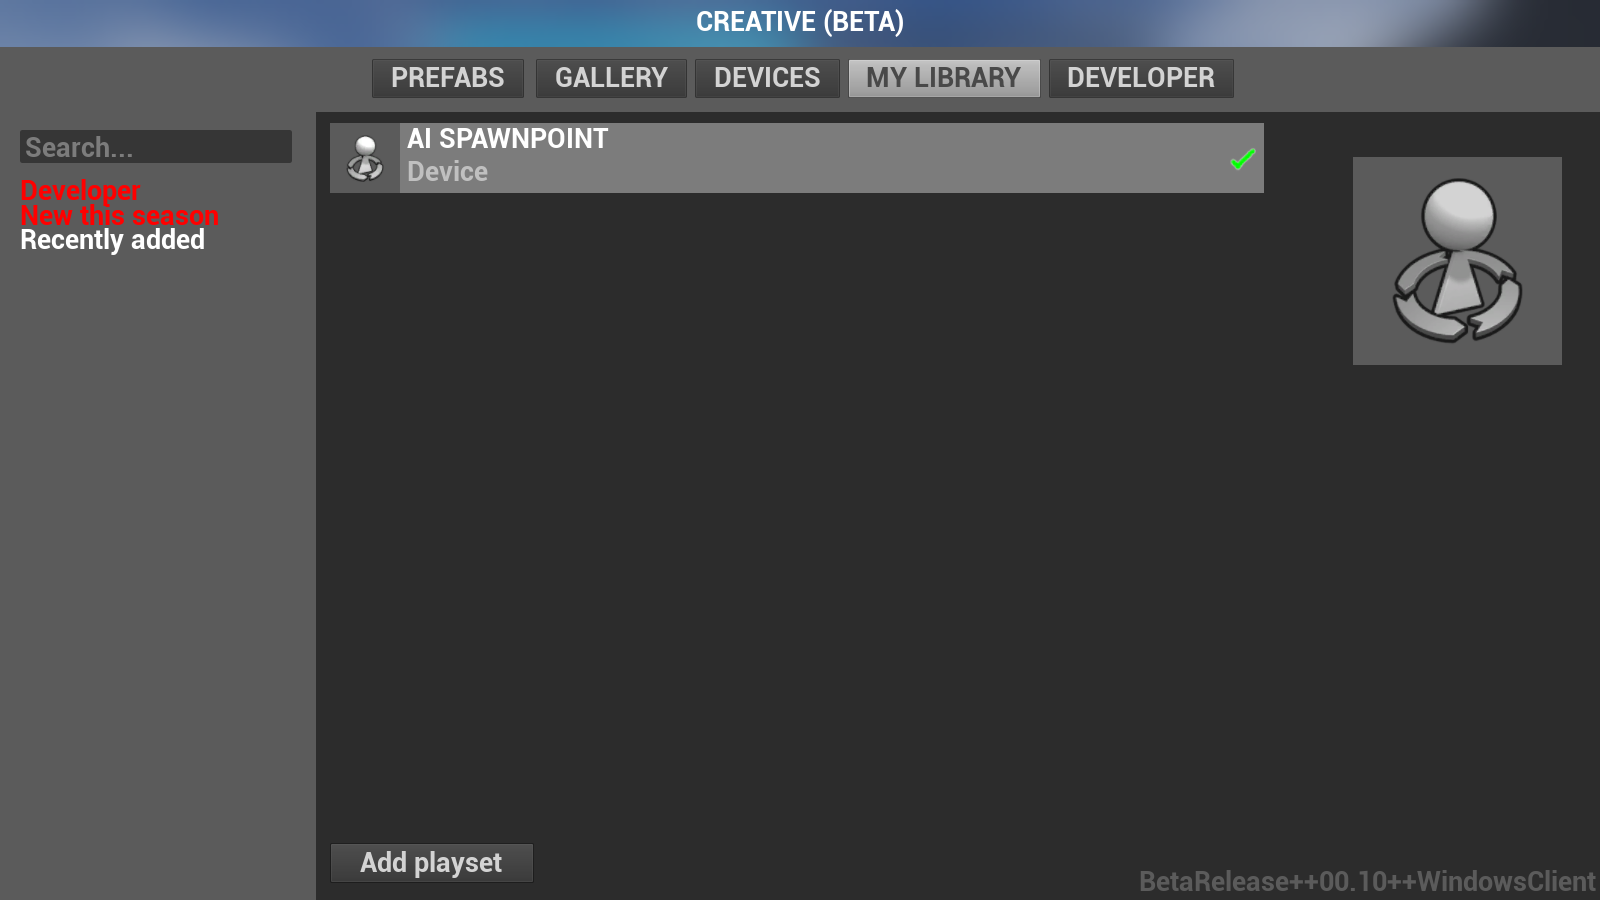 CREATIVE (BETA)
PREFABS
GALLERY
DEVICES
MY LIBRARY
DEVELOPER
Search...
Developer
New this season
Recently added
AI SPAWNPOINT
Device
Add playset
BetaRelease++00.10++WindowsClient